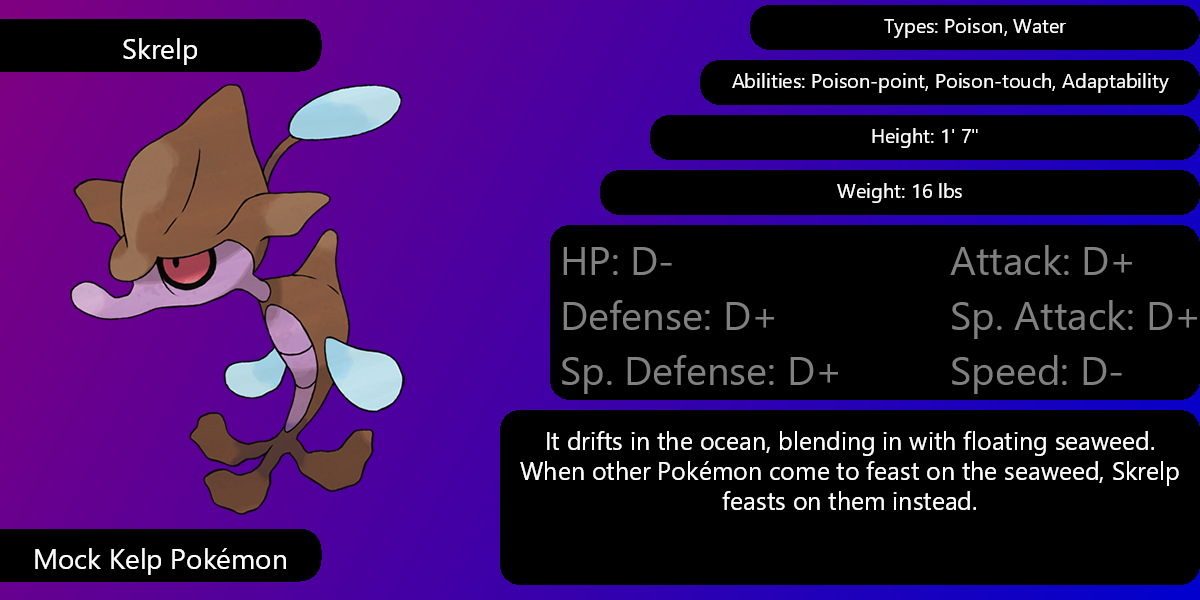 Skrelp
Types: Poison, Water
Abilities: Poison-point, Poison-touch, Adaptability
Height: 1' 7"
Weight: 16 lbs
HP: D-
Attack: D+
Defense: D+
Sp. Attack: D+
Sp. Defense: D+
Speed: D-
It drifts in the ocean, blending in with floating seaweed.
When other Pokémon come to feast on the seaweed, Skrelp
feasts on them instead.
Mock Kelp Pokémon